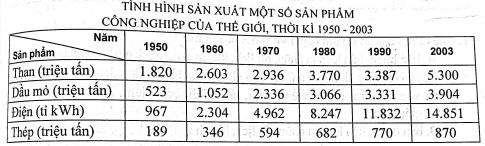 TÌNH HÌNH SẢN XUẤT MỘT SỐ SẢN PHẨM
CÔNG NGHIỆP CỦA THẾ GIỚI, THỜI KÌ 1950 - 2003
Năm
Sản phẩm
1950 1960 1970 1980 1990 2003
Than (triệu tấn) 1.820 2.603 2.936 3.770 3.387 5.300
Dầu mỏ (triệu tấn) 523 1.052 2.336 3.066 3.331 3.904
Điện (tỉ kWh) 967 2.304 4.962 8.247 11.832 14.851
Thép (triệu tấn) 189 346 594 682 770 870